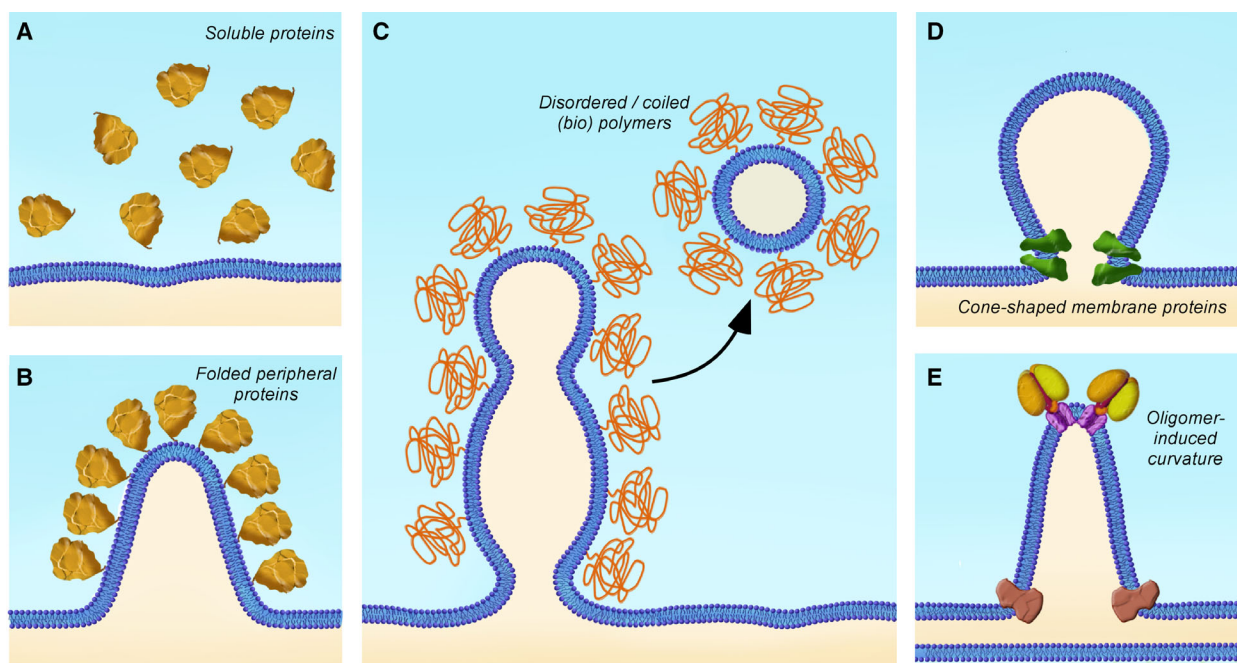 A
Soluble proteins
B
Folded peripheral
proteins
C
Disordered / coiled
(bio) polymers
D
Cone-shaped membrane proteins
E
Oligomer-
induced
curvature